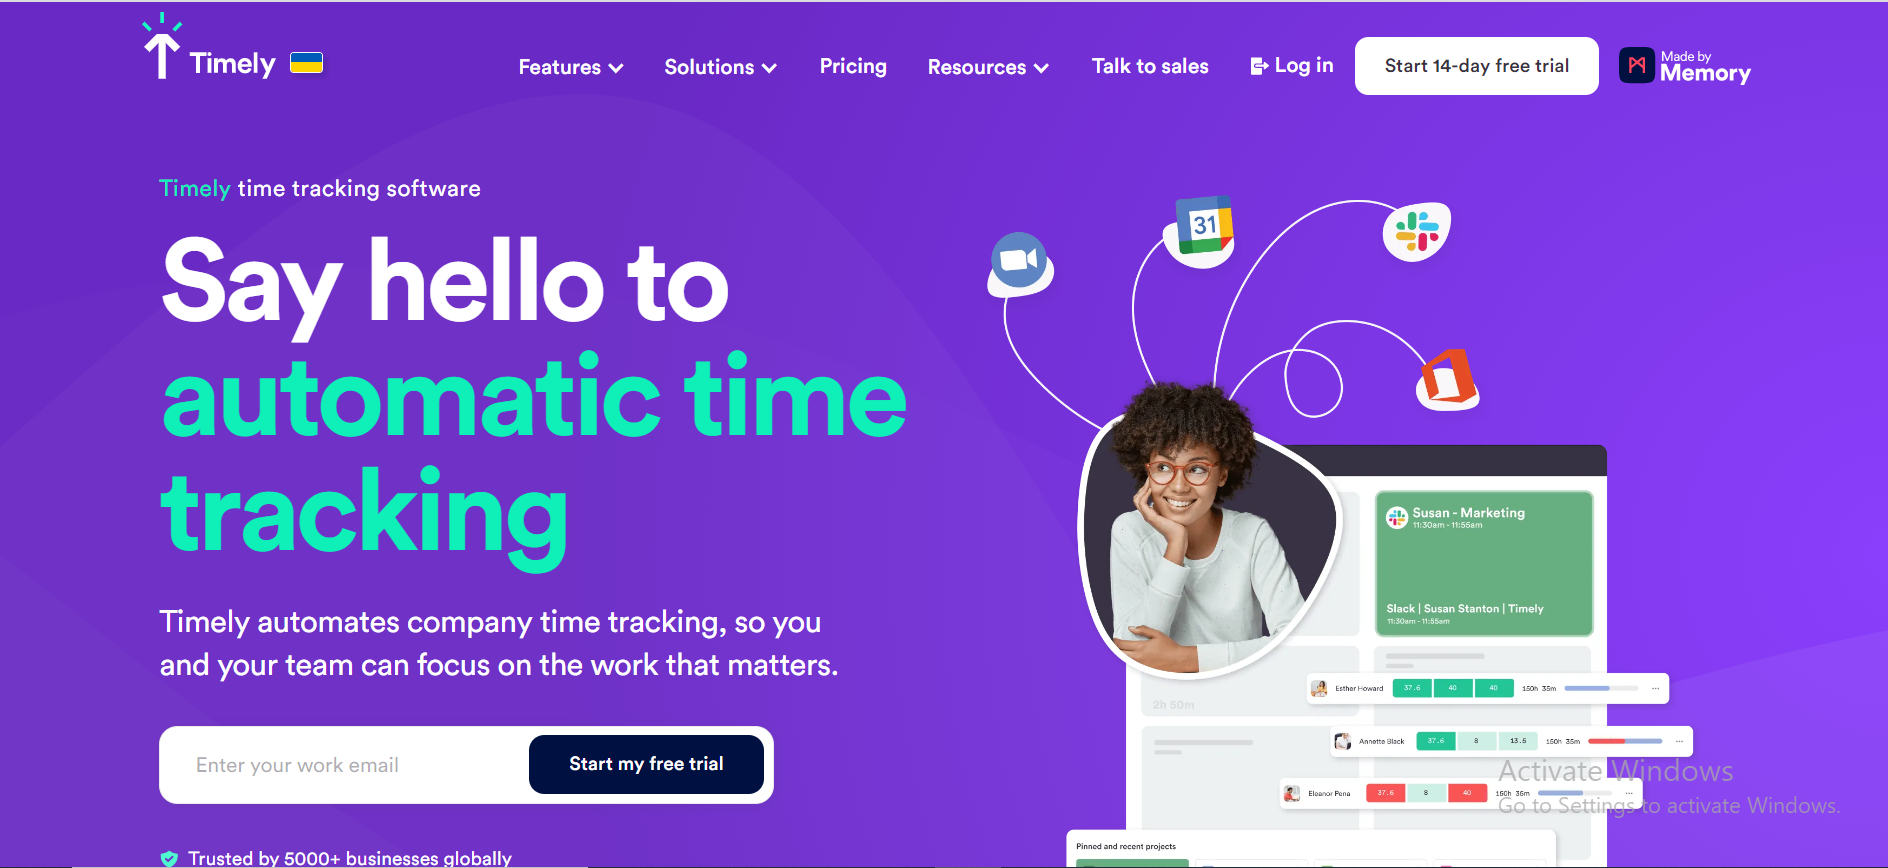 Timely
Features
Solutions
Pricing
Resources
Talk to sales
Log in
Start 14-day free trial
Made by
Memory
Timely time tracking software
Say hello to
automatic time
tracking
Timely automates company time tracking, so you
and your team can focus on the work that matters.
Enter your work email
Start my free trial
Trusted by 5000+ businesses globally
31
Susan - Marketing
11:30am - 11:55am
Slack | Susan Stanton | Timely
11:30am - 11:55am
2h 50m
Esther Howard 37.6 40 40 150h 35m
Annette Black 37.6 8 13.5 150h 35m
Eleanor Pena 37.6 8 40 150h 35m
Pinned and recent projects
Activate Windows
Go to Settings to activate Windows.